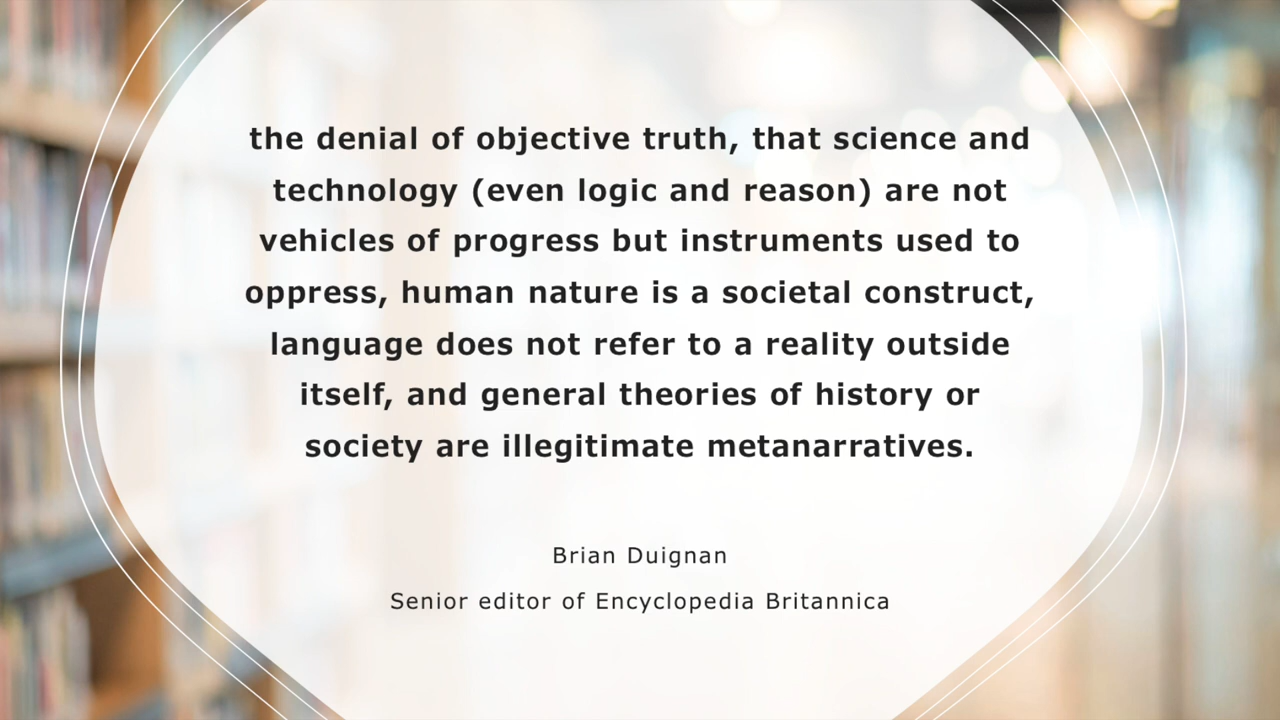 the denial of objective truth, that science and
technology (even logic and reason) are not
vehicles of progress but instruments used to
oppress, human nature is a societal construct,
language does not refer to a reality outside
itself, and general theories of history or
society are illegitimate metanarratives.
Brian Duignan
Senior editor of Encyclopedia Britannica